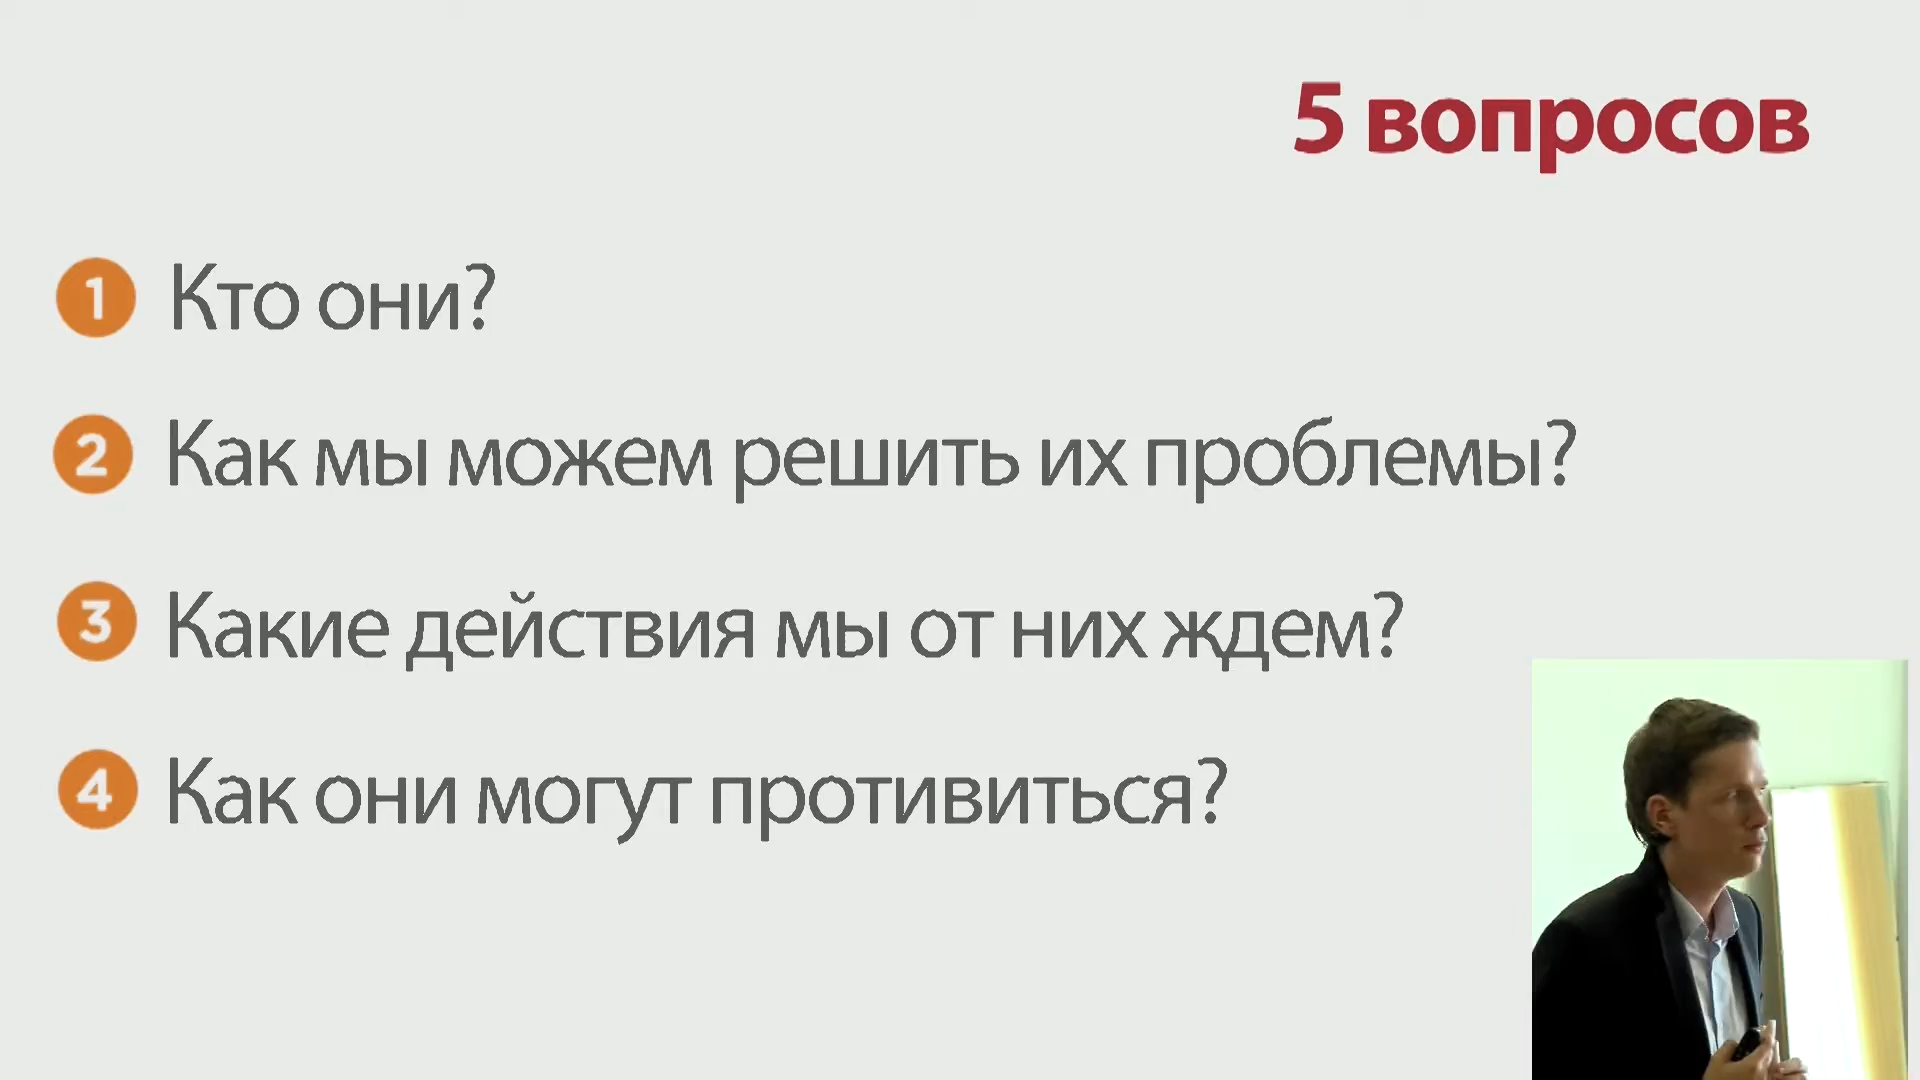 5 вопросов
1 Кто они?
2 Как мы можем решить их проблемы?
3 Какие действия мы от них ждем?
4 Как они могут противиться?